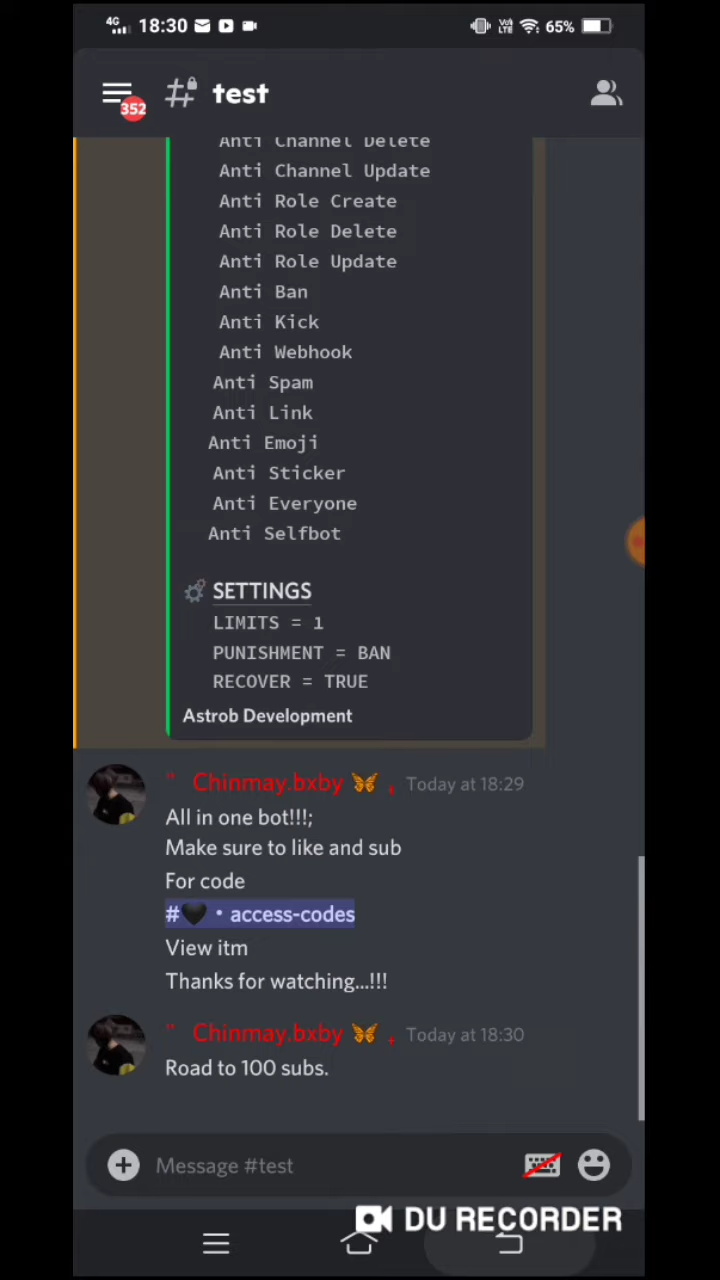 4G 18:30 Vo) LTE 65%
352
# test
Anti Channel Delete
Anti Channel Update
Anti Role Create
Anti Role Delete
Anti Role Update
Anti Ban
Anti Kick
Anti Webhook
Anti Spam
Anti Link
Anti Emoji
Anti Sticker
Anti Everyone
Anti Selfbot
SETTINGS
LIMITS = 1
PUNISHMENT = BAN
RECOVER = TRUE
Astrob Development
" Chinmay.bxby 🦋 , Today at 18:29
All in one bot!!!;
Make sure to like and sub
For code
#🖤・access-codes
View itm
Thanks for watching...!!!
" Chinmay.bxby 🦋 , Today at 18:30
Road to 100 subs.
Message #test
DU RECORDER